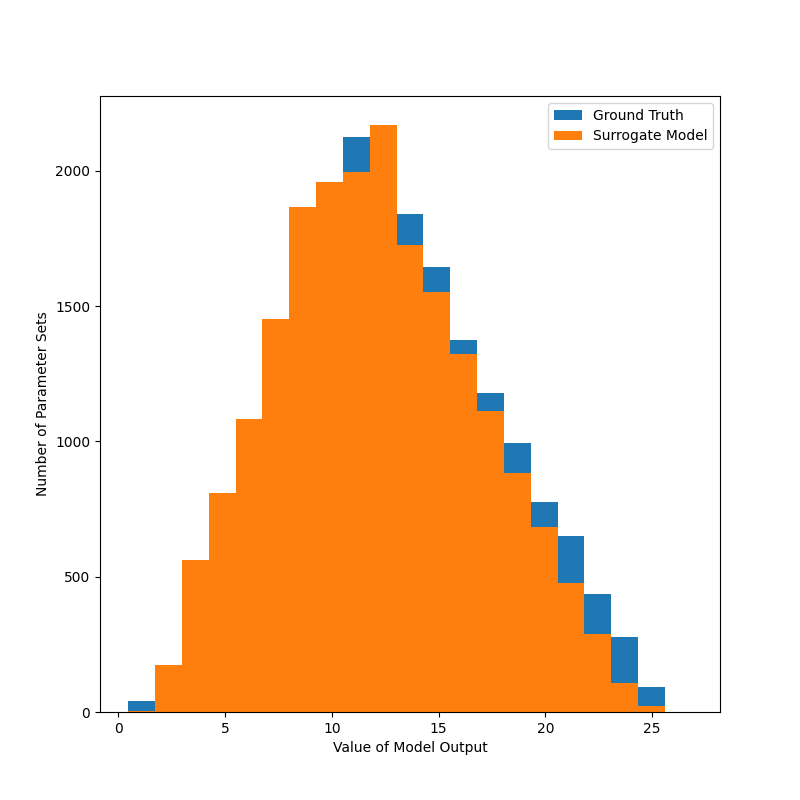 Ground Truth
Surrogate Model
Number of Parameter Sets
2000
1500
1000
500
0
0 5 10 15 20 25
Value of Model Output